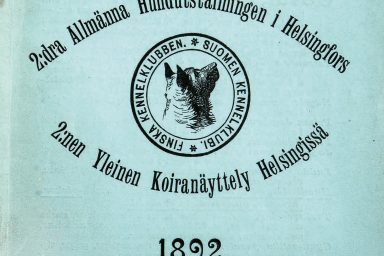 2:dra Allmänna Hundutställningen i Helsingfors
FINSKA KENNELKLUBBEN. * SUOMEN KENNELKLUBI. *
2:nen Yleinen Koiranäyttely Helsingissä
1892